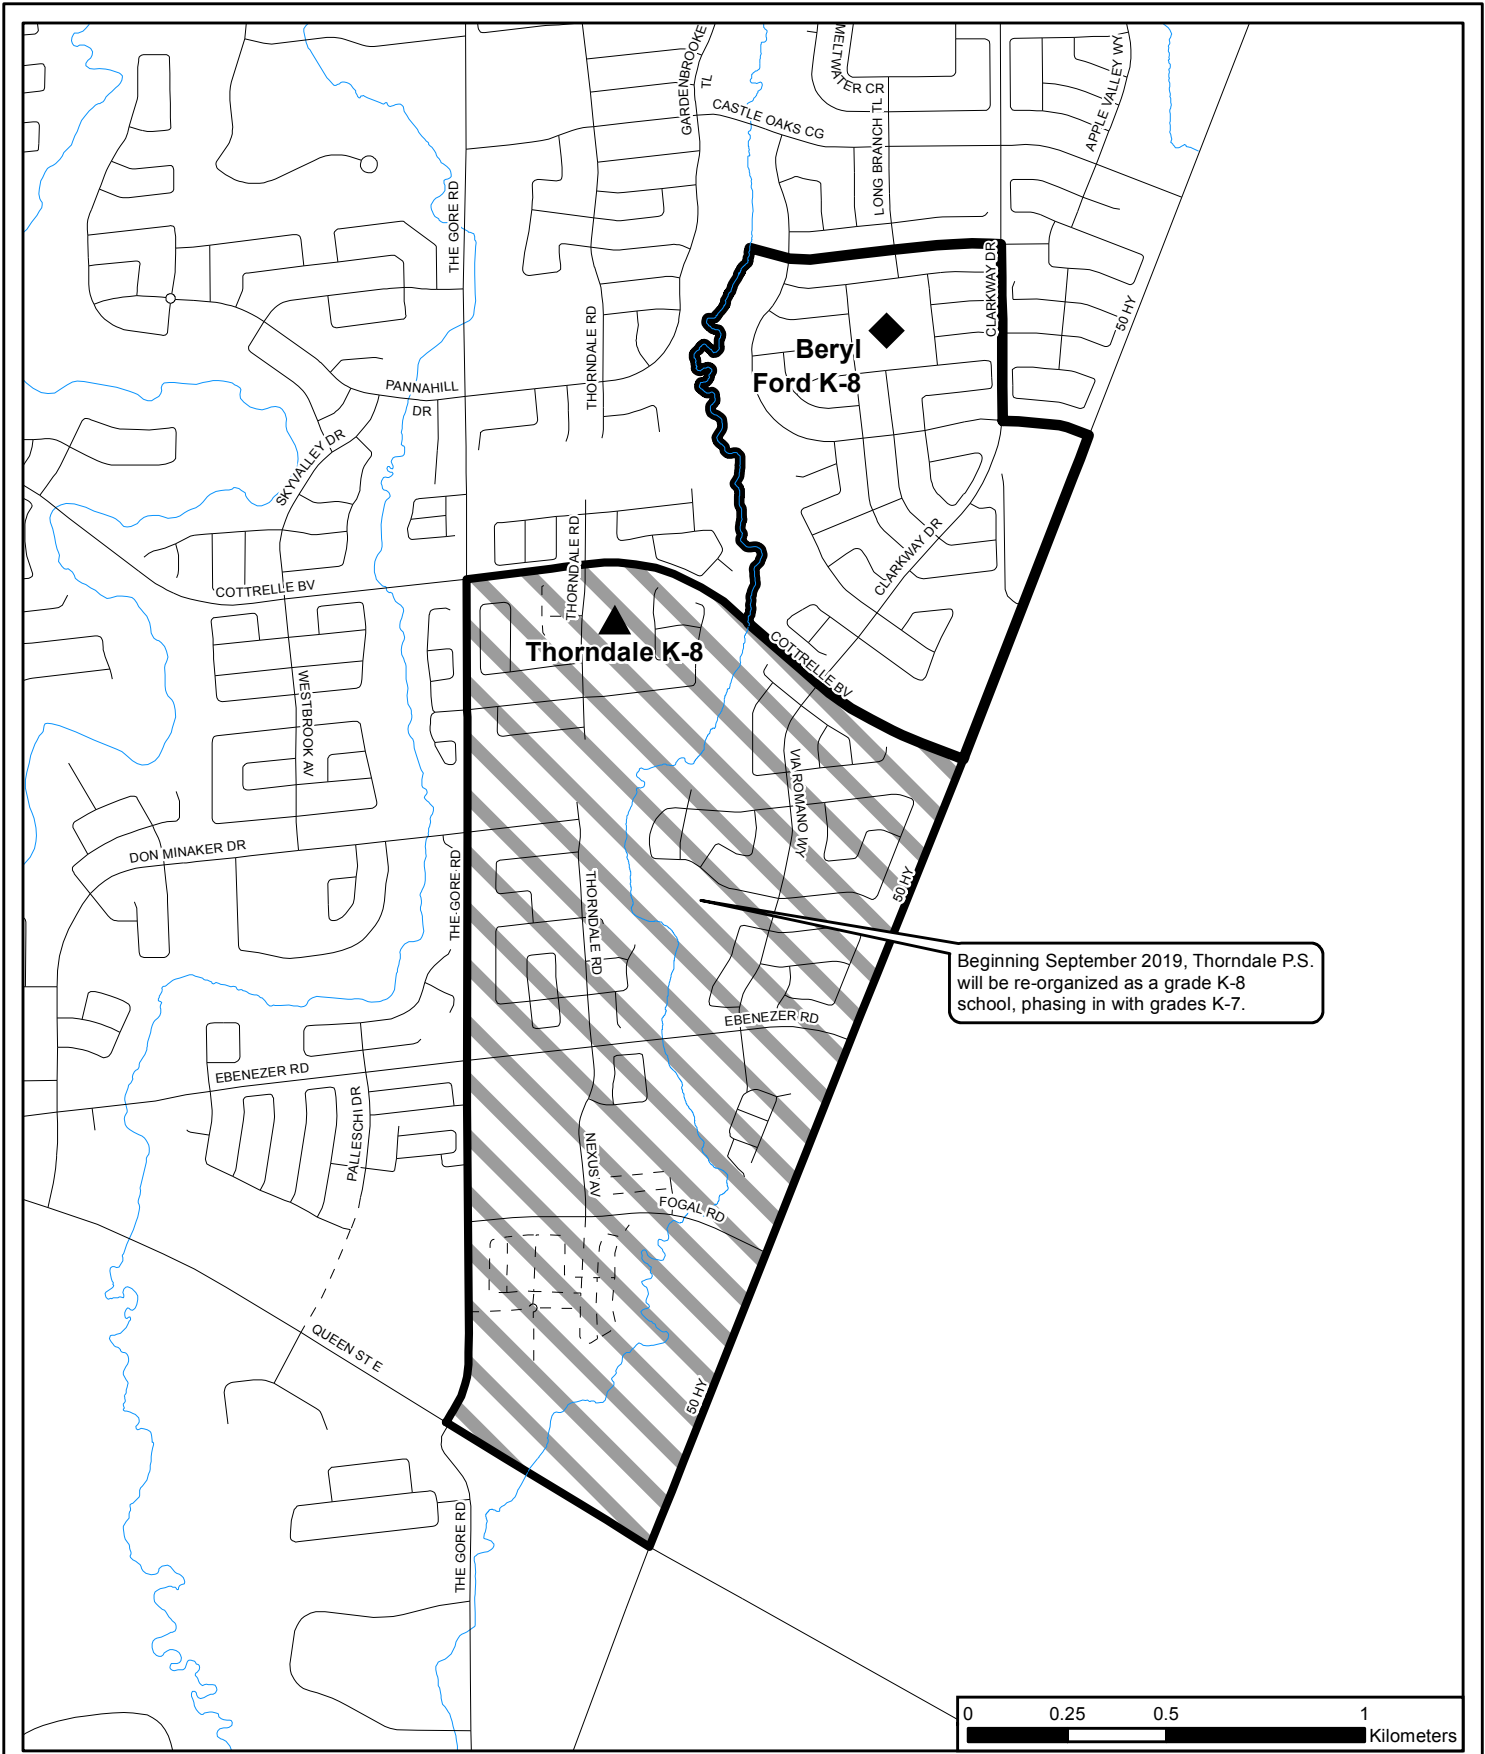 GARDENBROOKE
TL
MELTWATER CR
CASTLE OAKS CG
LONG BRANCH TL
APPLE VALLEY WY
THE GORE RD
CLARKWAY DR
50 HY
THORNDALE RD
Beryl
Ford K-8
PANNAHILL
DR
SKYVALLEY DR
THORNDALE RD
CLARKWAY DR
COTTRELLE BV
Thorndale K-8
COTTRELLE BV
WESTBROOK AV
VIA ROMANO WY
DON MINAKER DR
THE GORE RD
THORNDALE RD
50 HY
Beginning September 2019, Thorndale P.S.
will be re-organized as a grade K-8
school, phasing in with grades K-7.
EBENEZER RD
EBENEZER RD
PALLESCHI DR
NEXUS AV
FOGAL RD
QUEEN ST E
50 HY
THE GORE RD
0 0.25 0.5 1
Kilometers